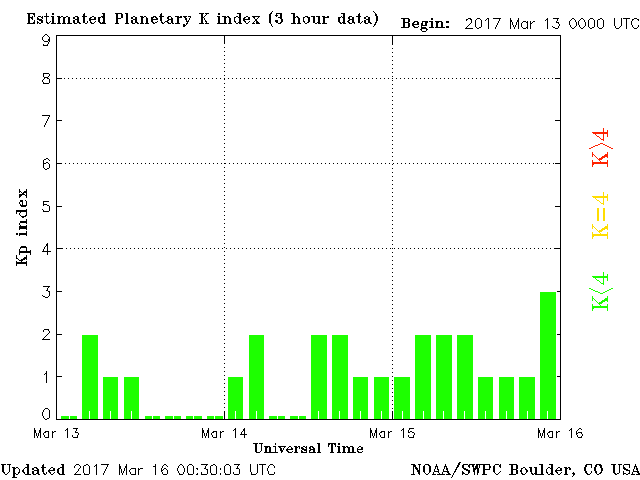 Estimated Planetary K index (3 hour data)
Begin: 2017 Mar 13 0000 UTC
9
8
7
6
5
4
3
2
1
0
Kp index
Mar 13
Mar 14
Mar 15
Mar 16
Universal Time
K>4
K=4
K<4
Updated 2017 Mar 16 00:30:03 UTC
NOAA/SWPC Boulder, CO USA